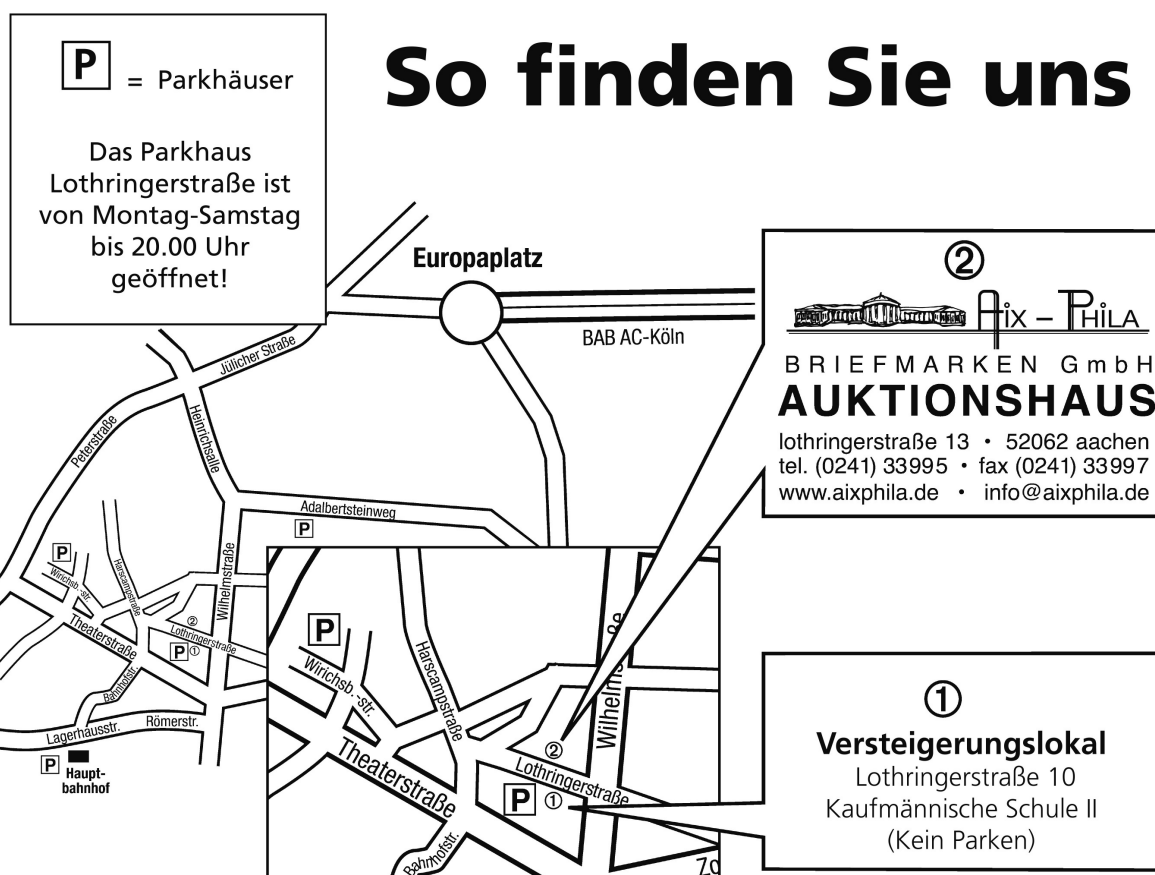 So finden Sie uns
P = Parkhäuser
Das Parkhaus
Lothringerstraße ist
von Montag-Samstag
bis 20.00 Uhr
geöffnet!
Europaplatz
BAB AC-Köln
Jülicher Straße
Peterstraße
Heinrichsalle
Adalbertsteinweg
P
Wilhelmstraße
P
Wirichsb.-str.
Harscampstraße
Theaterstraße
②
Lothringerstraße
P ①
Bahnhofstr.
Römerstr.
Lagerhausstr.
P
Haupt-
bahnhof
P
Wirichsb.-str.
Harscampstraße
Theaterstraße
②
Lothringerstraße
P ①
Bahnhofstr.
②
AIX – PHILA
BRIEFMARKEN GmbH
AUKTIONSHAUS
lothringerstraße 13 • 52062 aachen
tel. (0241) 33995 • fax (0241) 33997
www.aixphila.de • info@aixphila.de
①
Versteigerungslokal
Lothringerstraße 10
Kaufmännische Schule II
(Kein Parken)